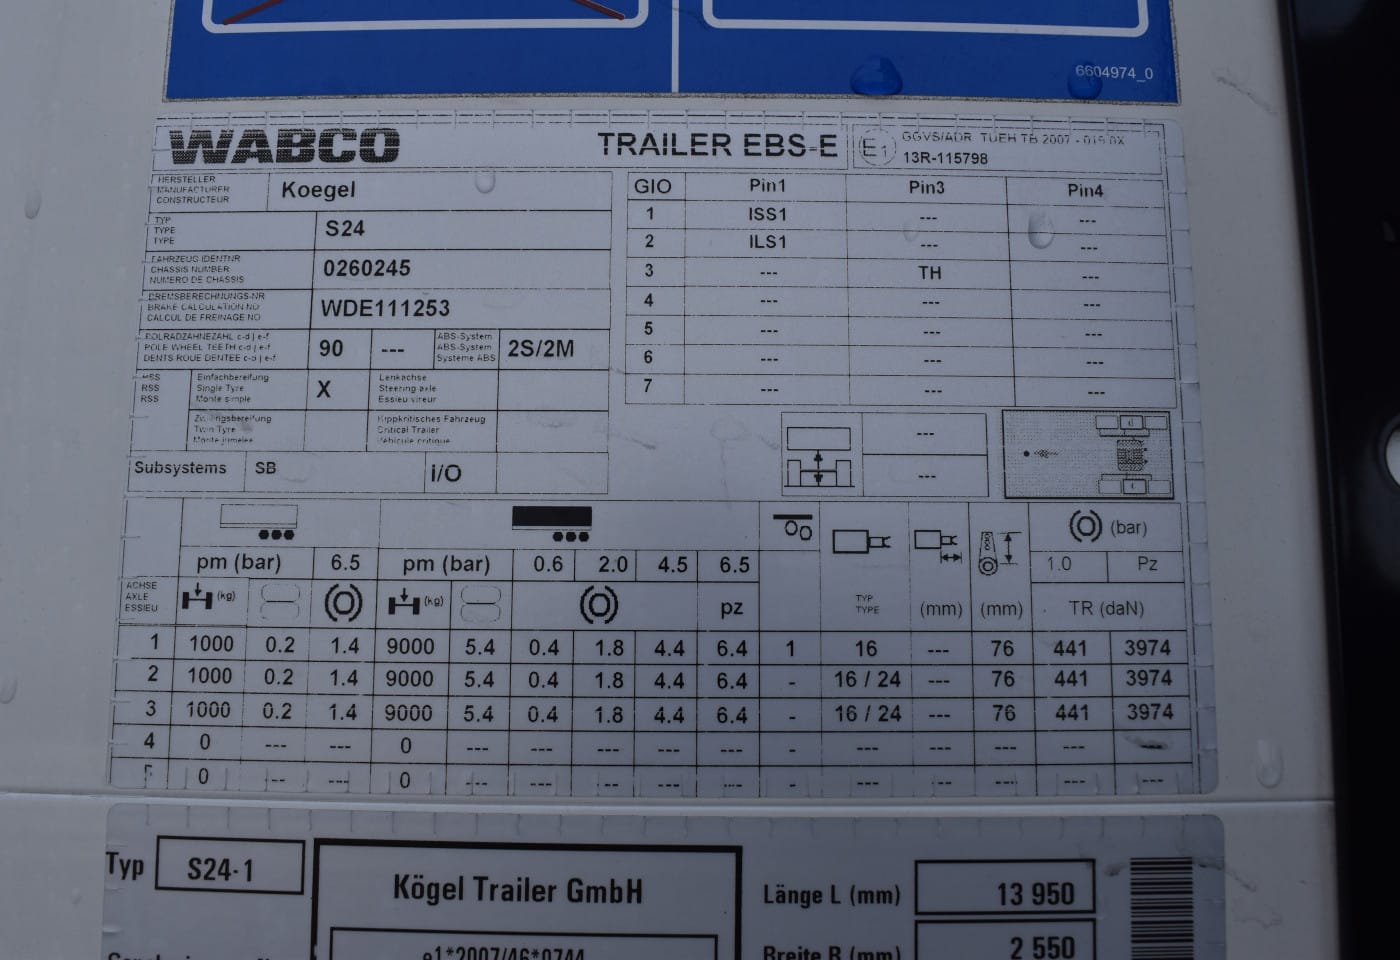 6604974_0
WABCO TRAILER EBS-E E1 GGVS/ADR TUEH TB 2007 - 019.0X
13R-115798
HERSTELLER
MANUFACTURER
CONSTRUCTEUR
Koegel
TYP
TYPE
TYPE
S24
FAHRZEUG IDENTNR
CHASSIS NUMBER
NUMERO DE CHASSIS
0260245
BREMSBERECHNUNGS-NR
BRAKE CALCULATION NO
CALCUL DE FREINAGE NO
WDE111253
POLRADZAHNEZAHL c-d | e-f
POLE WHEEL TEETH c-d | e-f
DENTS ROUE DENTEE c-d | e-f
90 ---
ABS-System
ABS-System
Systeme ABS
2S/2M
RSS
RSS
Einfachbereifung
Single Tyre
Monte simple
X
Lenkachse
Steering axle
Essieu vireur
Zwillingsbereifung
Twin Tyre
Monte jumelee
Kippkritisches Fahrzeug
Critical Trailer
Vehicule critique
Subsystems SB I/O
GIO Pin1 Pin3 Pin4
1 ISS1 --- ---
2 ILS1 --- ---
3 --- TH ---
4 --- --- ---
5 --- --- ---
6 --- --- ---
7 --- --- ---
---
---
pm (bar) 6.5 pm (bar) 0.6 2.0 4.5 6.5
(bar)
1.0 Pz
ACHSE
AXLE
ESSIEU
(kg) (kg) pz
TYP
TYPE
(mm) (mm) TR (daN)
1 1000 0.2 1.4 9000 5.4 0.4 1.8 4.4 6.4 1 16 --- 76 441 3974
2 1000 0.2 1.4 9000 5.4 0.4 1.8 4.4 6.4 - 16 / 24 --- 76 441 3974
3 1000 0.2 1.4 9000 5.4 0.4 1.8 4.4 6.4 - 16 / 24 --- 76 441 3974
4 0 --- --- 0 --- --- --- --- --- - --- --- --- --- ---
0 --- --- 0 --- --- --- --- --- - --- --- --- --- ---
Typ S24-1
Kögel Trailer GmbH
e1*2007/46*0744
Länge L (mm) 13 950
Breite B (mm) 2 550